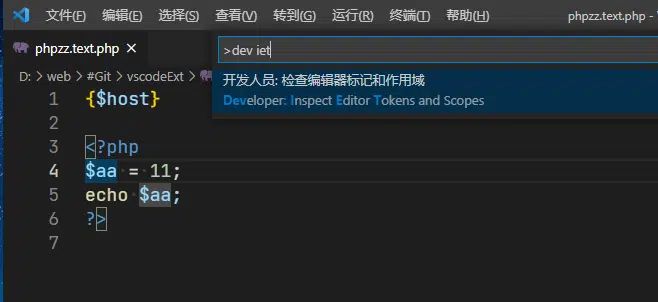 文件(F) 编辑(E) 选择(S) 查看(V) 转到(G) 运行(R) 终端(T) 帮助(H) phpzz.text.php -
phpzz.text.php ×
>dev iet
D: > web > #Git > vscodeExt >
开发人员: 检查编辑器标记和作用域
Developer: Inspect Editor Tokens and Scopes
1 {$host}
2
3 <?php
4 $aa = 11;
5 echo $aa;
6 ?>
7